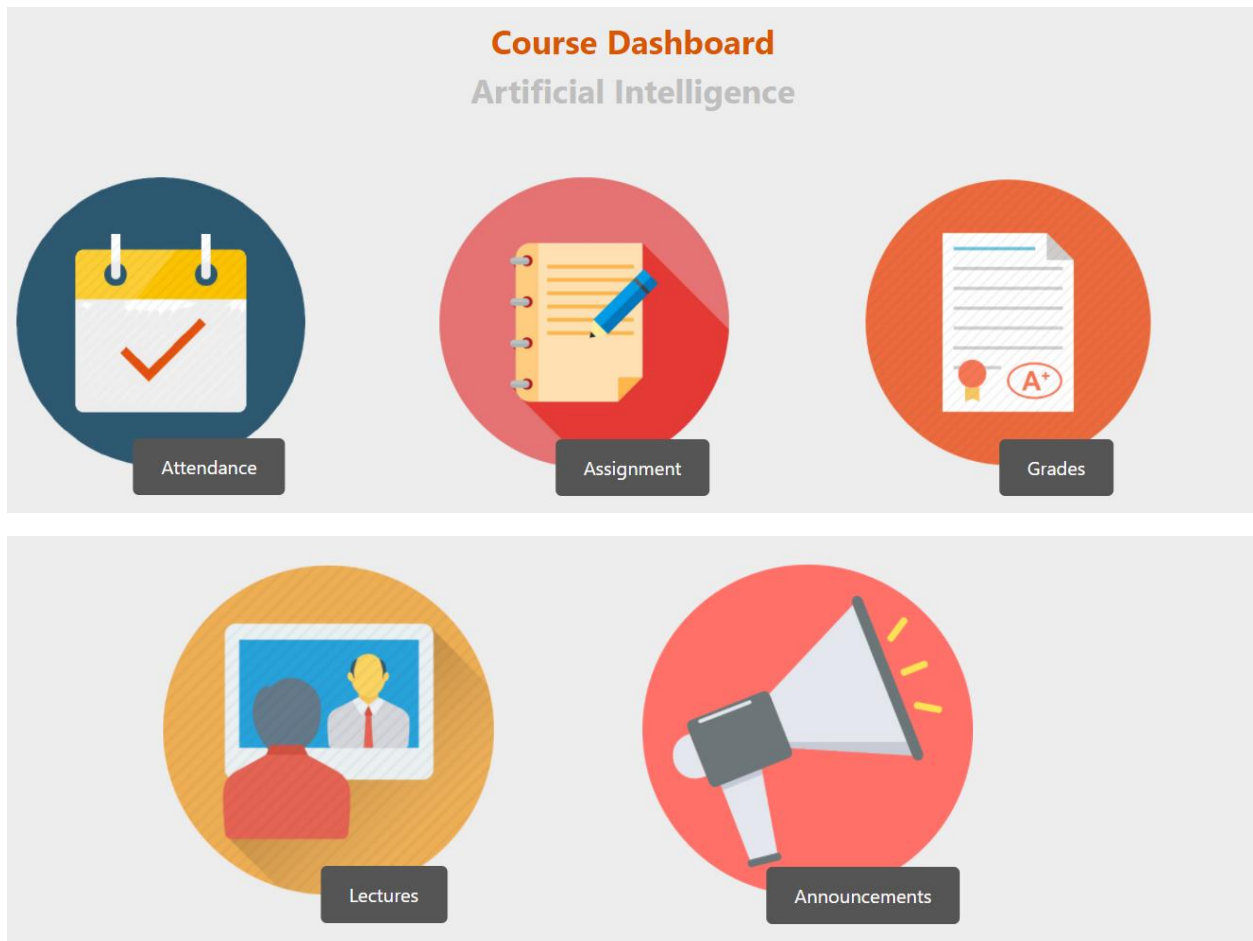 Course Dashboard
Artificial Intelligence
A+
Attendance
Assignment
Grades
Lectures
Announcements